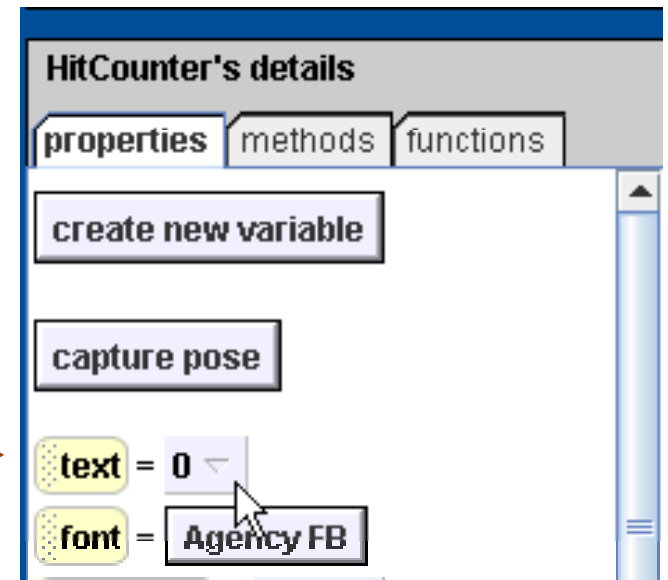 HitCounter's details
properties methods functions
create new variable
capture pose
text = 0
font = Agency FB